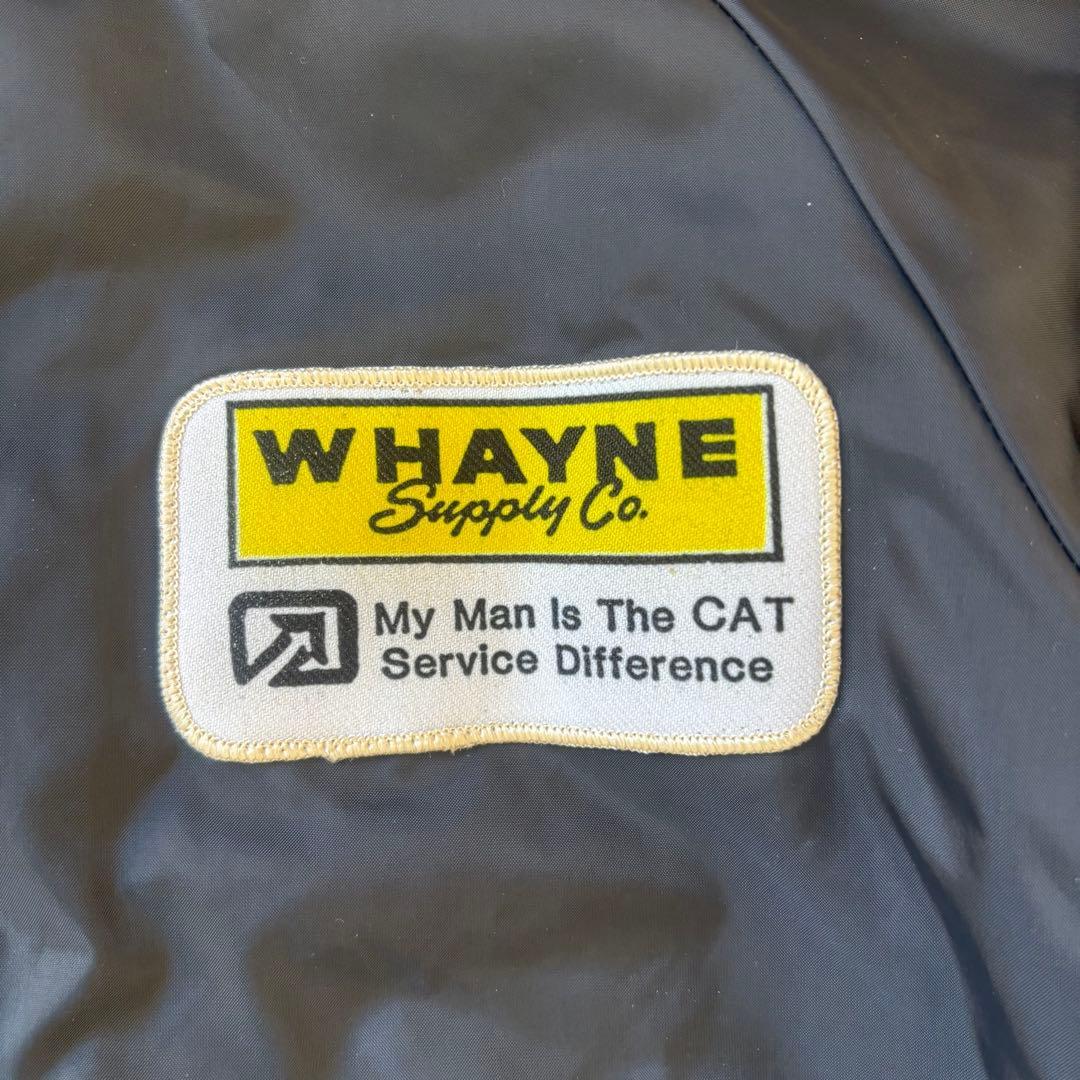 WHAYNE
Supply Co.
My Man Is The CAT
Service Difference